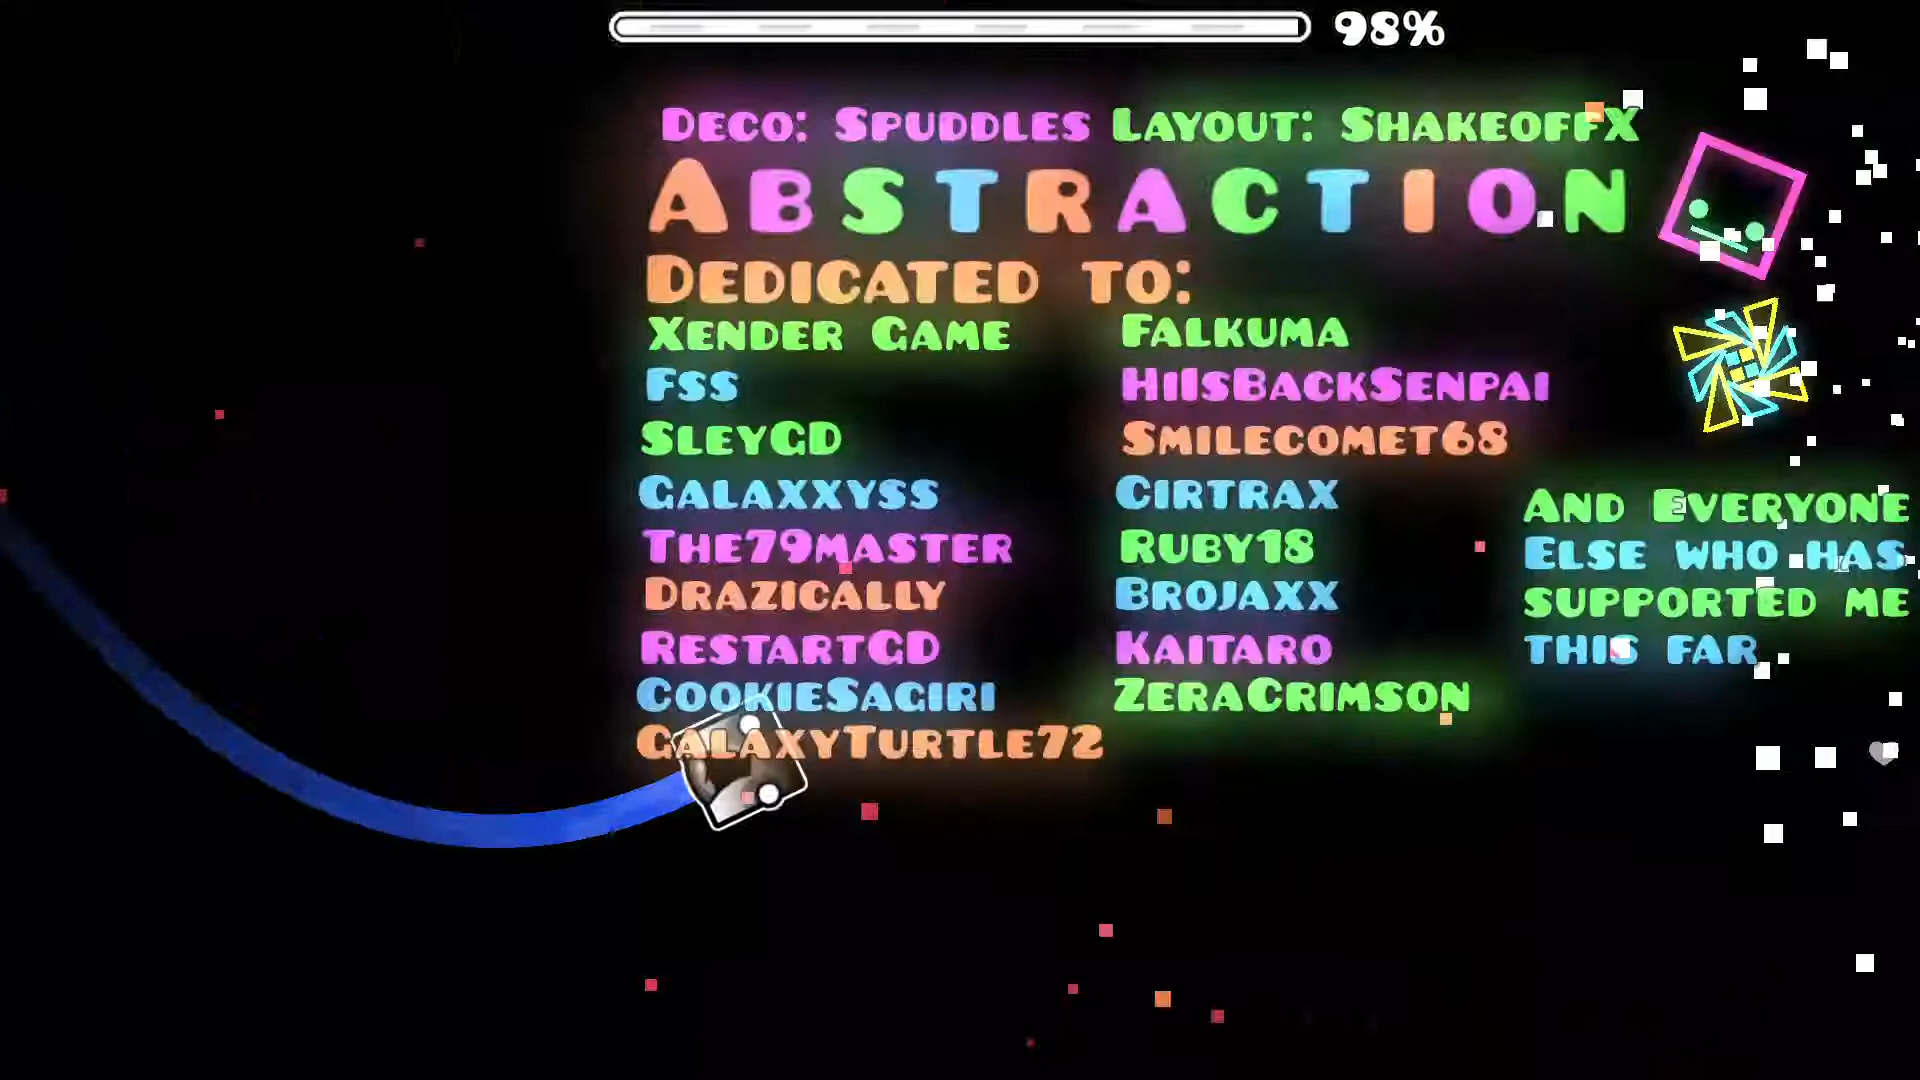 98%
Deco: Spuddles Layout: ShakeoffX
Abstraction
Dedicated to:
Xender Game
Fss
SleyGD
Galaxxyss
The79master
Drazically
RestartGD
CookieSagiri
GalaxyTurtle72
Falkuma
HiIsBackSenpai
Smilecomet68
Cirtrax
Ruby18
Brojaxx
Kaitaro
ZeraCrimson
And Everyone
Else who has
supported me
this far